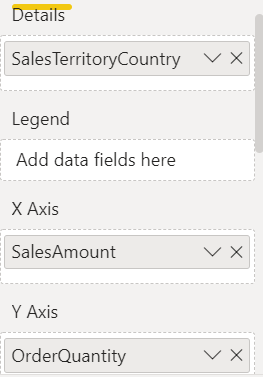 Details
SalesTerritoryCountry
Legend
Add data fields here
X Axis
SalesAmount
Y Axis
OrderQuantity